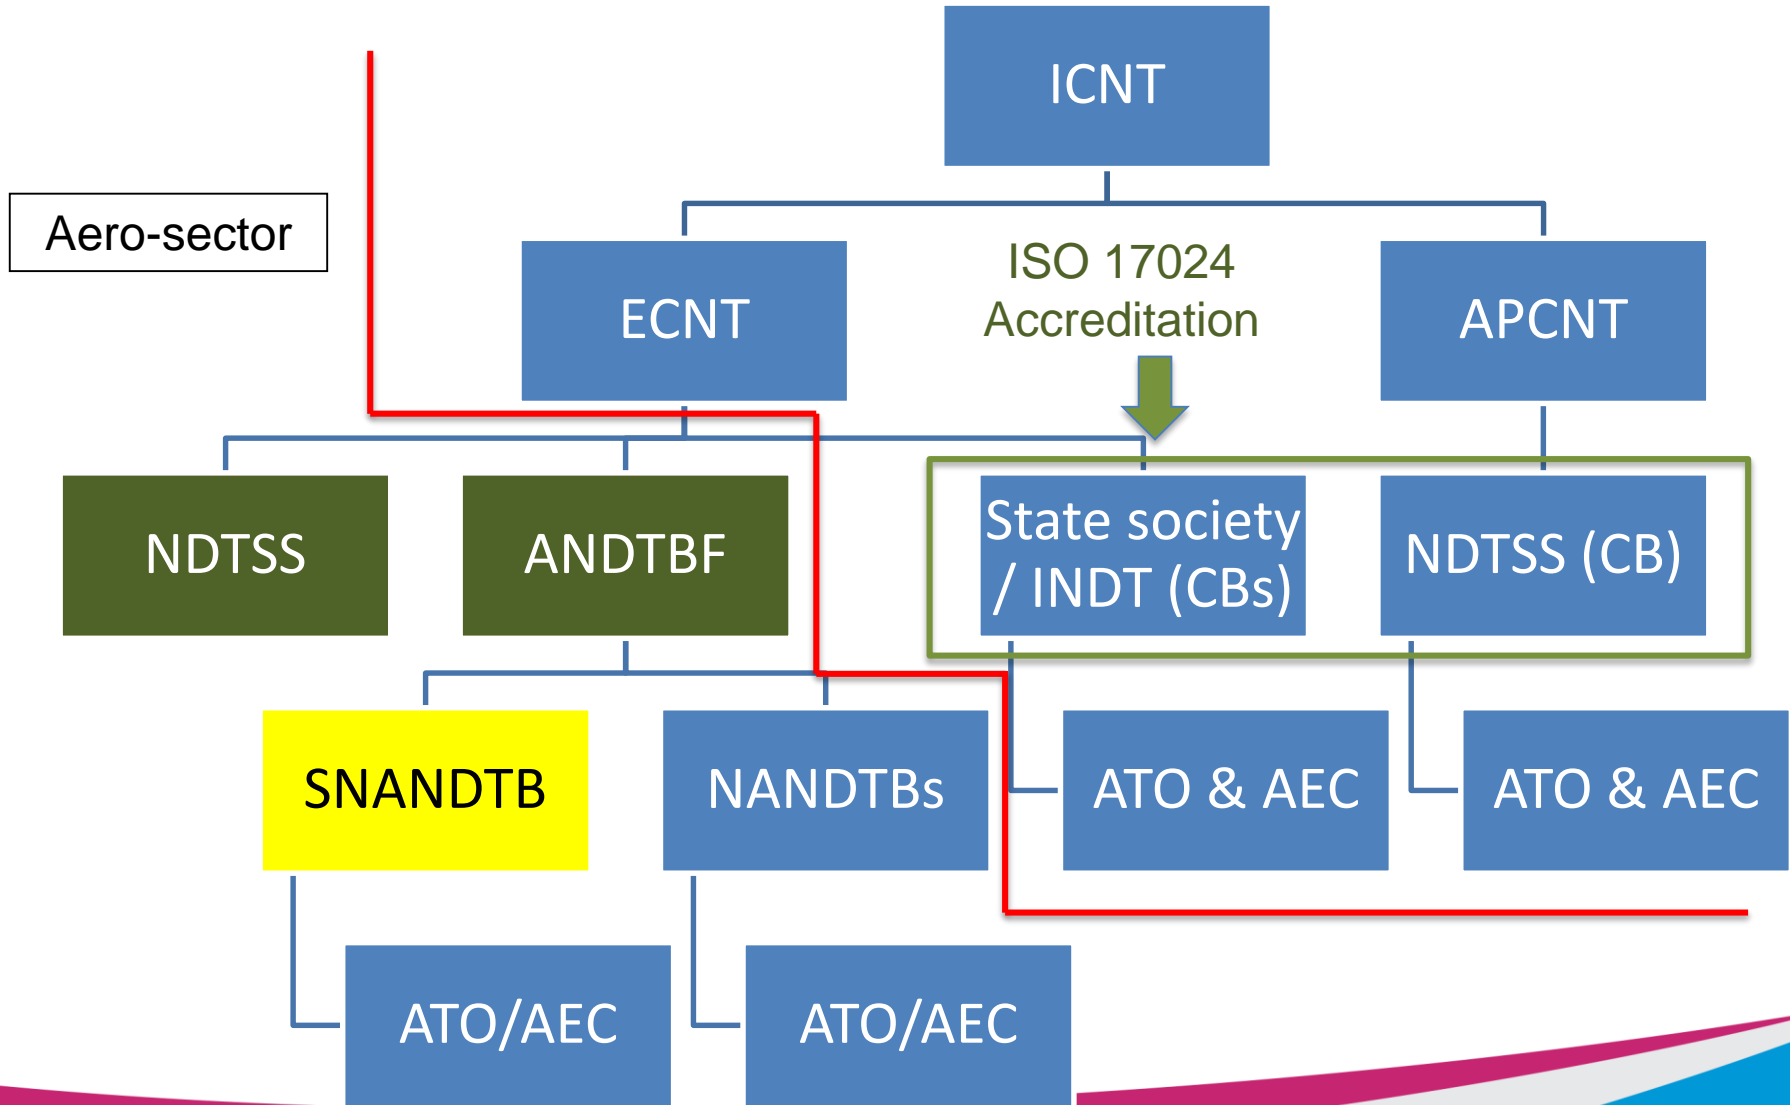 ICNT
Aero-sector
ECNT
ISO 17024
Accreditation
APCNT
NDTSS
ANDTBF
State society
/ INDT (CBs)
NDTSS (CB)
SNANDTB
NANDTBs
ATO & AEC
ATO & AEC
ATO/AEC
ATO/AEC